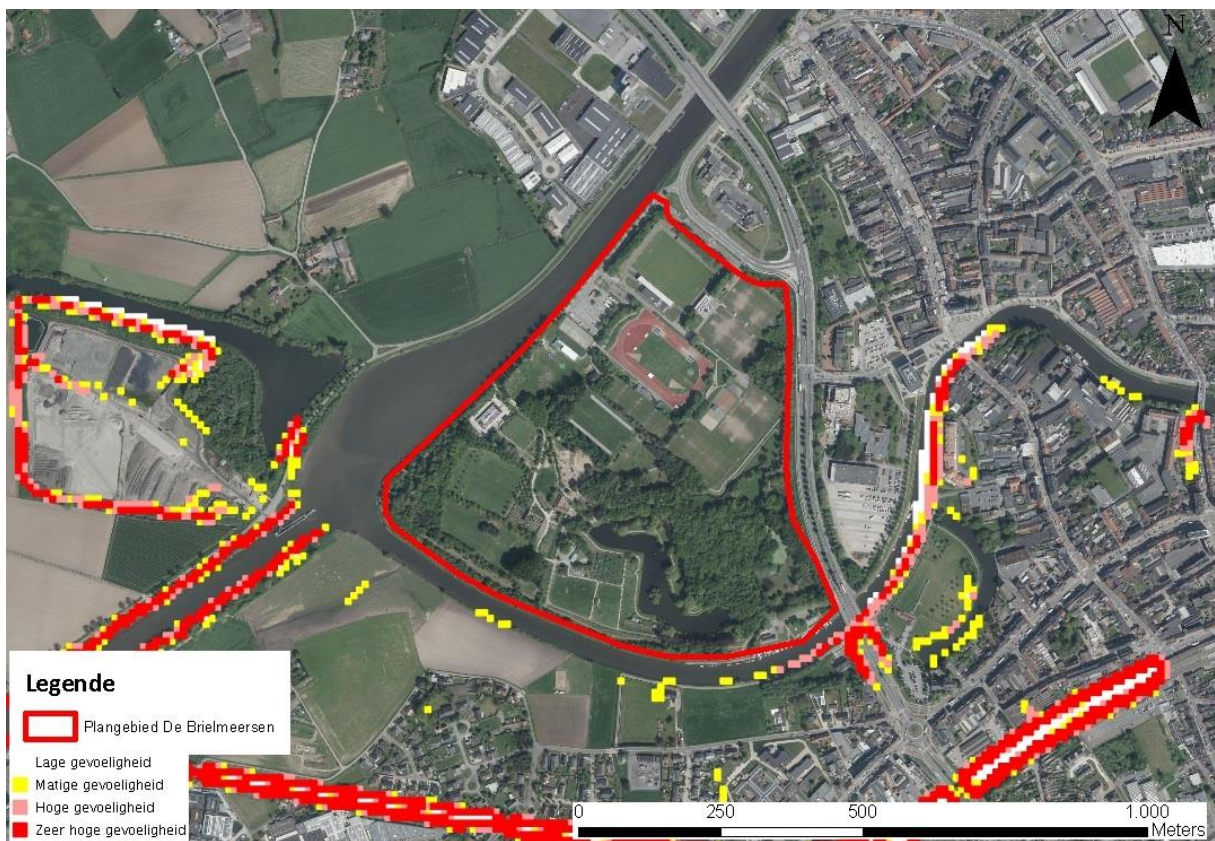 N
Legende
Plangebied De Brielmeersen
Lage gevoeligheid
Matige gevoeligheid
Hoge gevoeligheid
Zeer hoge gevoeligheid
0 250 500 1.000
Meters